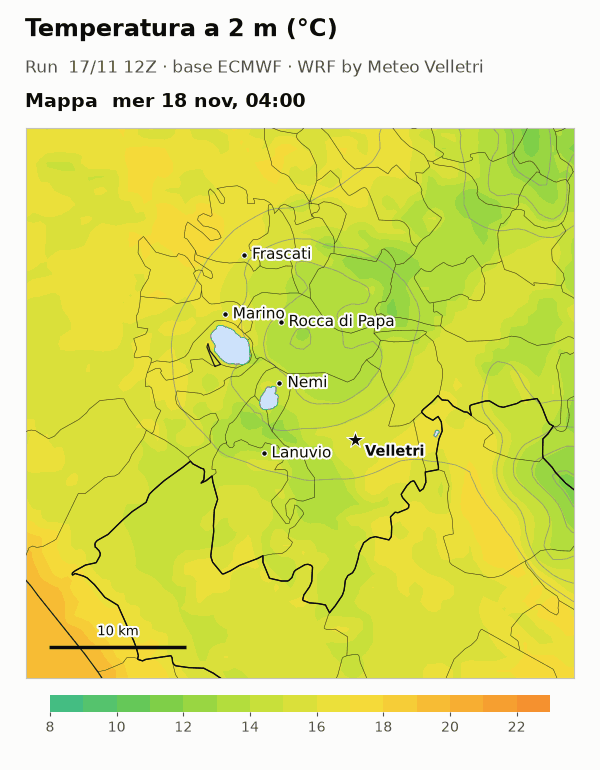 Temperatura a 2 m (°C)
Run  17/11 12Z · base ECMWF · WRF by Meteo Velletri
Mappa  mer 18 nov, 04:00
Frascati
Marino
Rocca di Papa
Nemi
Velletri
Lanuvio
10 km
8 10 12 14 16 18 20 22